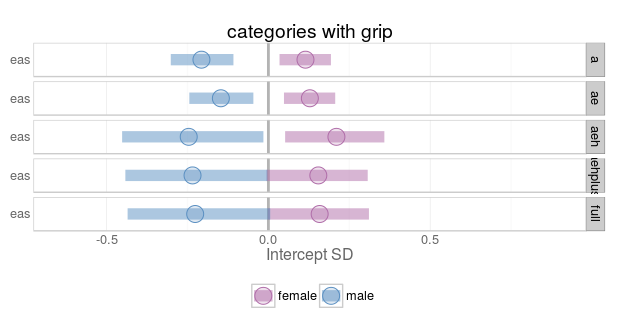 categories with grip
eas a
eas ae
eas aeh
eas
eas full
-0.5 0.0 0.5
Intercept SD
female male